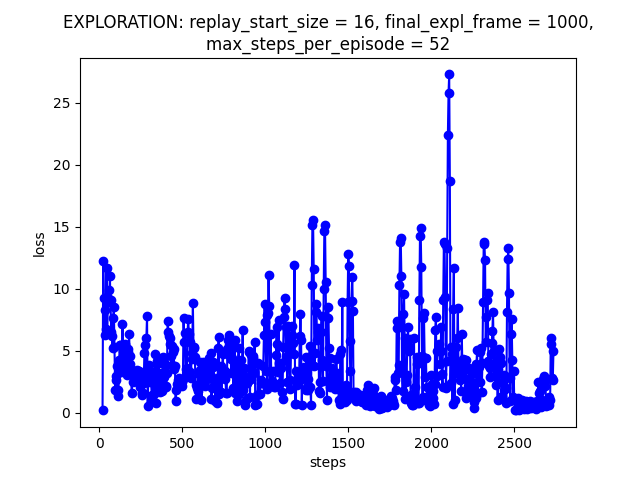 EXPLORATION: replay_start_size = 16, final_expl_frame = 1000,
max_steps_per_episode = 52
25
20
15
10
5
0
loss
0 500 1000 1500 2000 2500
steps